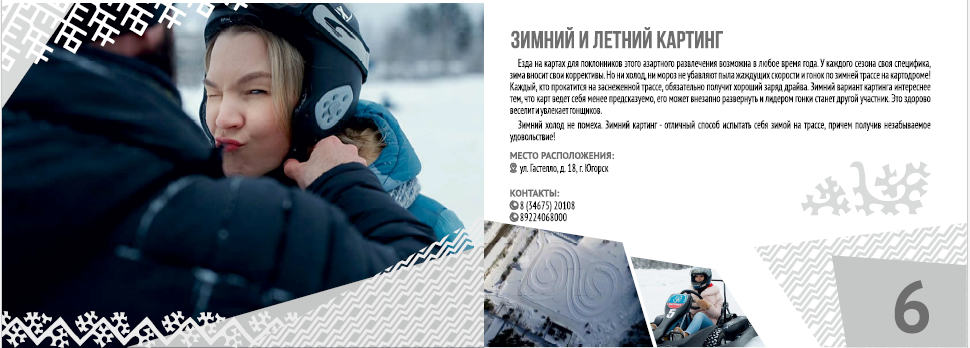 ЗИМНИЙ И ЛЕТНИЙ КАРТИНГ
Езда на картах для поклонников этого азартного развлечения возможна в любое время года. У каждого сезона своя специфика,
зима вносит свои коррективы. Но ни холод, ни мороз не убавляют пыла жаждущих скорости и гонок по зимней трассе на картодроме!
Каждый, кто прокатится на заснеженной трассе, обязательно получит хороший заряд драйва. Зимний вариант картинга интереснее
тем, что карт ведет себя менее предсказуемо, его может внезапно развернуть и лидером гонки станет другой участник. Это здорово
веселит и увлекает гонщиков.
Зимний холод не помеха. Зимний картинг - отличный способ испытать себя зимой на трассе, причем получив незабываемое
удовольствие!
МЕСТО РАСПОЛОЖЕНИЯ:
ул. Гастелло, д. 18, г. Югорск
КОНТАКТЫ:
8 (34675) 20108
89224068000
5
6